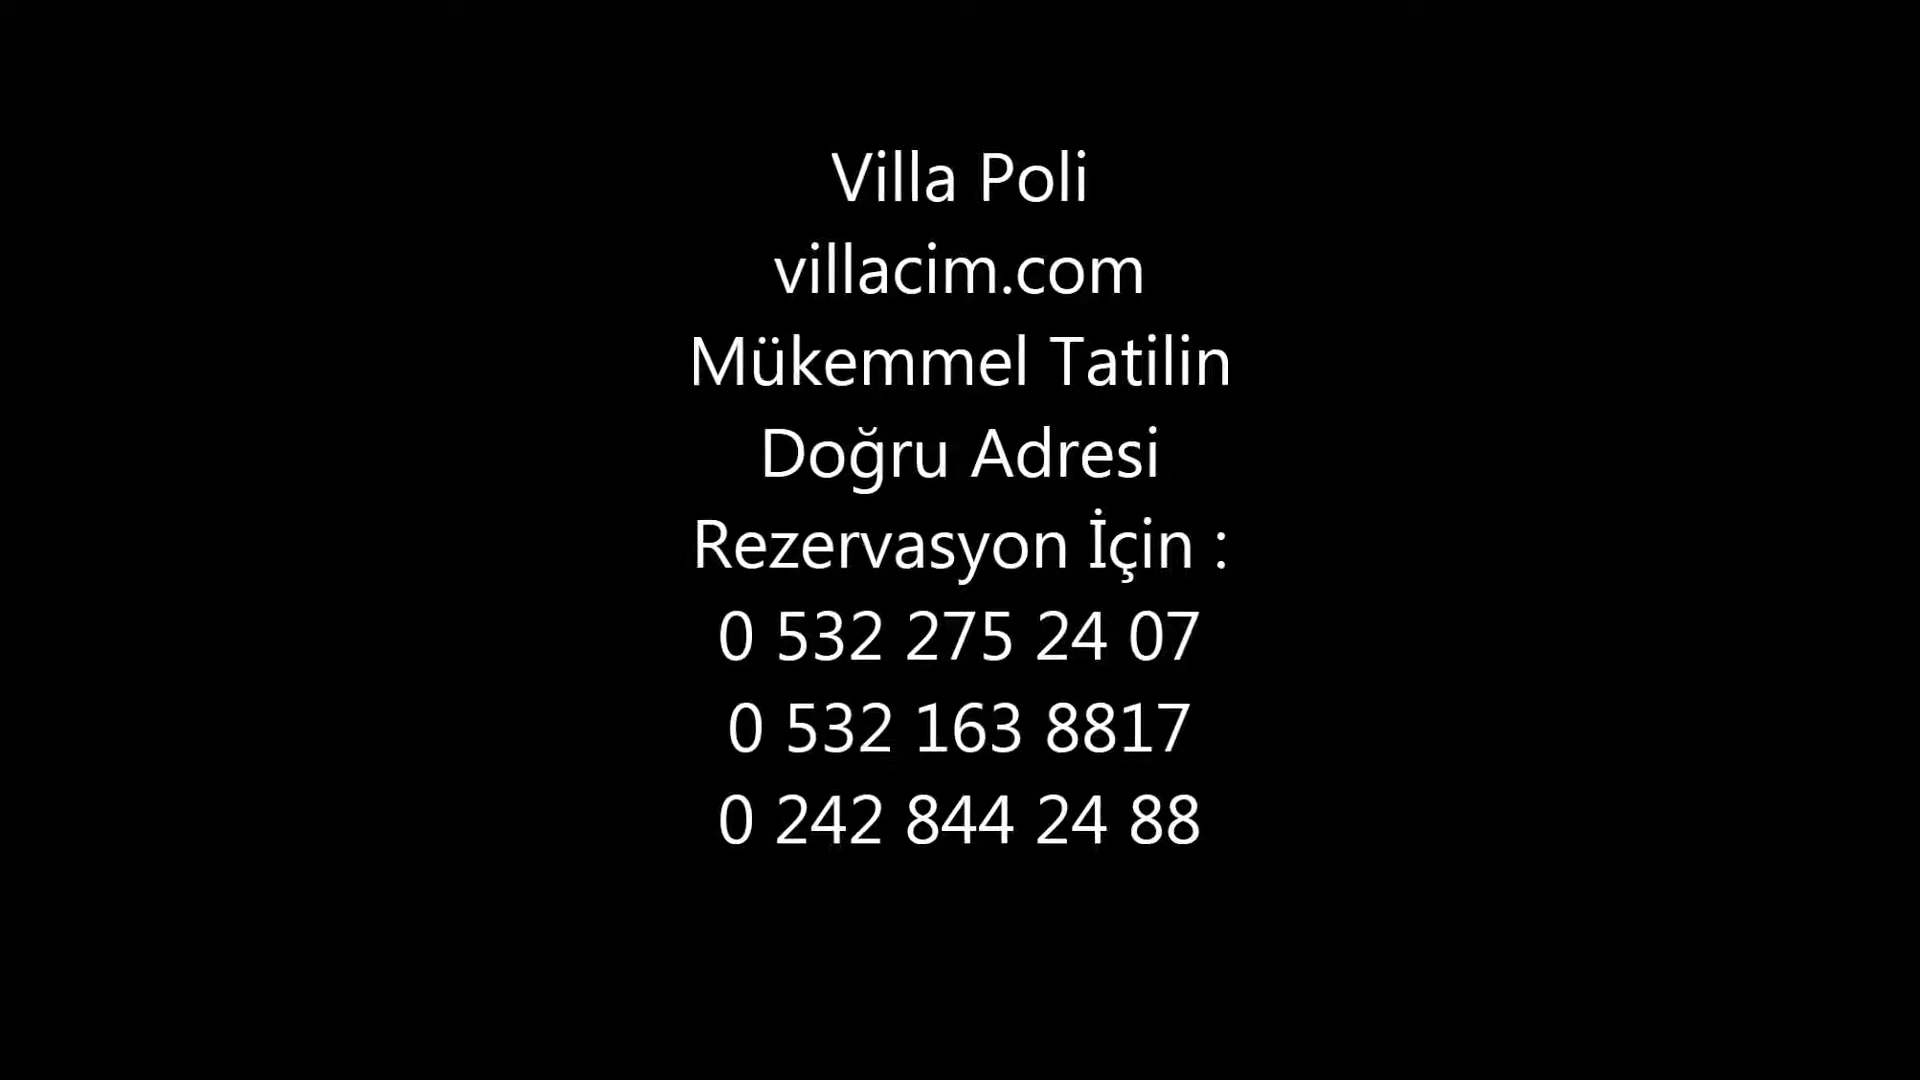 Villa Poli
villacim.com
Mükemmel Tatilin
Doğru Adresi
Rezervasyon İçin :
0 532 275 24 07
0 532 163 8817
0 242 844 24 88